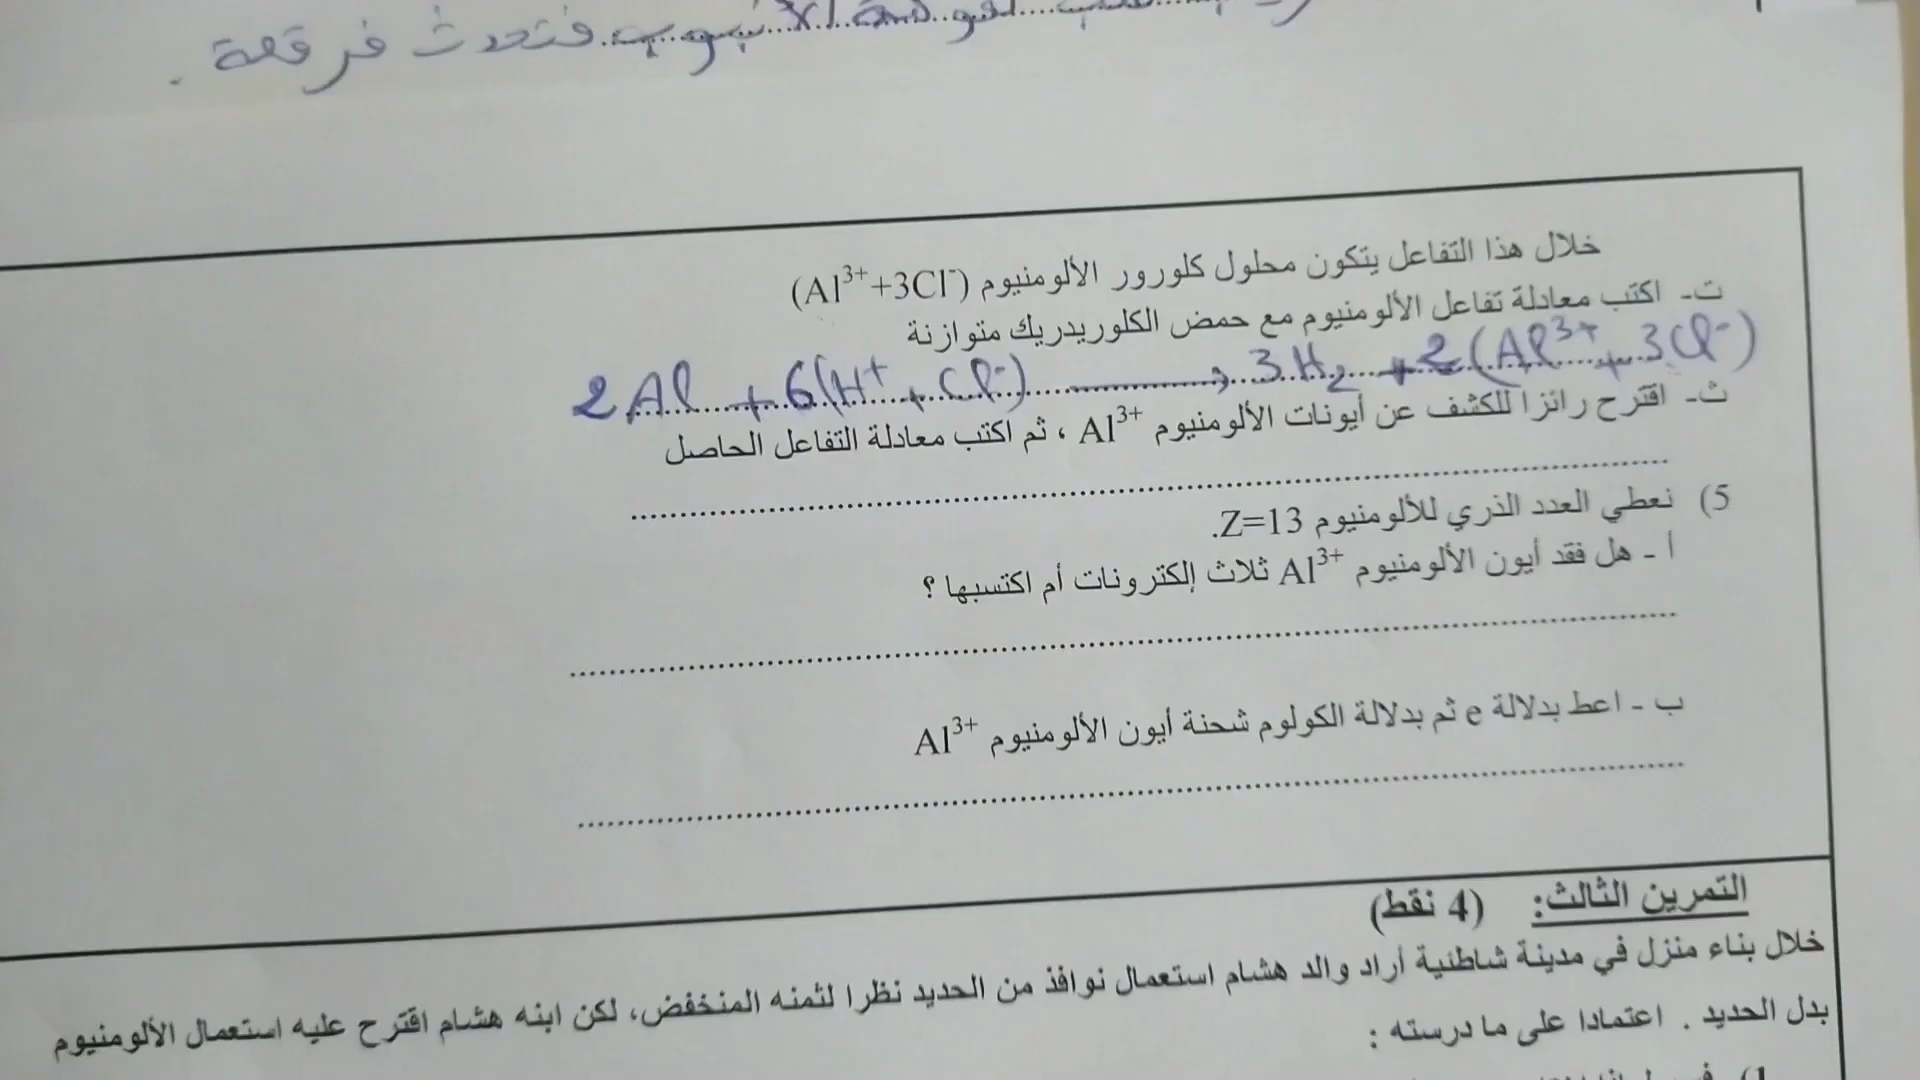 فتحدث فرقعة .
خلال هذا التفاعل يتكون محلول كلورور الألومنيوم (Al³⁺+3Cl⁻)
ت- اكتب معادلة تفاعل الألومنيوم مع حمض الكلوريدريك متوازنة
2Al + 6(H⁺ + Cl⁻) → 3H₂ + 2(Al³⁺ + 3Cl⁻)
ث- اقترح رائزا للكشف عن أيونات الألومنيوم Al³⁺ ، ثم اكتب معادلة التفاعل الحاصل
5) نعطي العدد الذري للألومنيوم Z=13.
أ - هل فقد أيون الألومنيوم Al³⁺ ثلاث إلكترونات أم اكتسبها ؟
ب - اعط بدلالة e ثم بدلالة الكولوم شحنة أيون الألومنيوم Al³⁺
التمرين الثالث: (4 نقط)
خلال بناء منزل في مدينة شاطئية أراد والد هشام استعمال نوافذ من الحديد نظرا لثمنه المنخفض، لكن ابنه هشام اقترح عليه استعمال الألومنيوم
بدل الحديد . اعتمادا على ما درسته :